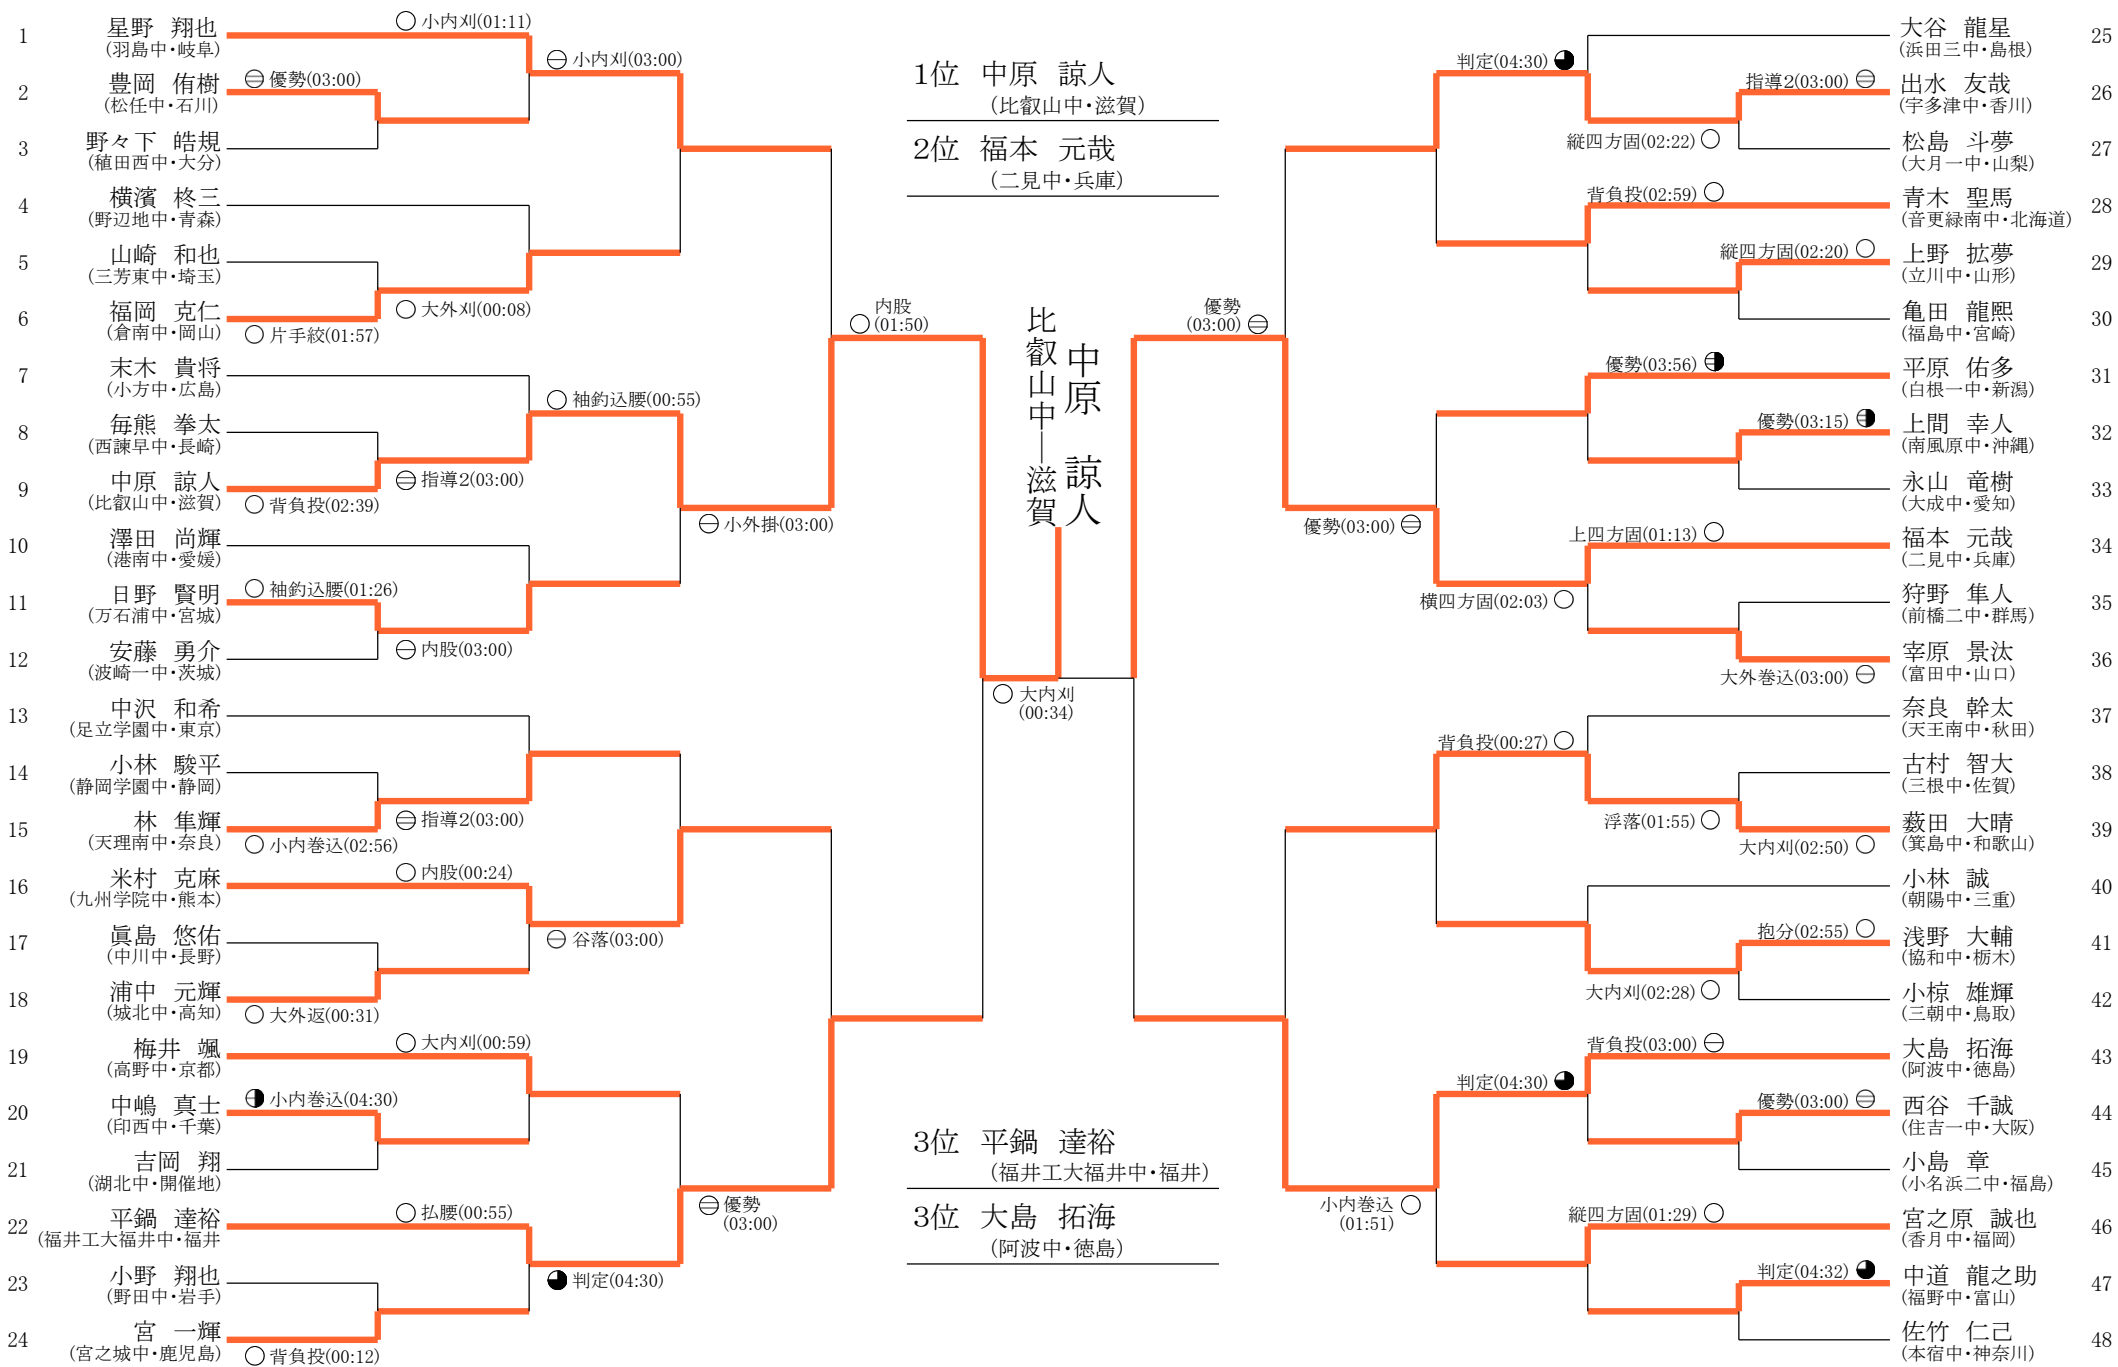 1 星野 翔也
(羽島中・岐阜)
○ 小内刈(01:11)
小内刈(03:00)
2 豊岡 侑樹
(松任中・石川)
優勢(03:00)
3 野々下 皓規
(稙田西中・大分)
4 横濱 柊三
(野辺地中・青森)
5 山崎 和也
(三芳東中・埼玉)
6 福岡 克仁
(倉南中・岡山)
○ 片手絞(01:57)
○ 大外刈(00:08)
7 末木 貴将
(小方中・広島)
○ 袖釣込腰(00:55)
8 毎熊 拳太
(西諫早中・長崎)
9 中原 諒人
(比叡山中・滋賀)
○ 背負投(02:39)
指導2(03:00)
小外掛(03:00)
10 澤田 尚輝
(港南中・愛媛)
11 日野 賢明
(万石浦中・宮城)
○ 袖釣込腰(01:26)
内股(03:00)
12 安藤 勇介
(波崎一中・茨城)
13 中沢 和希
(足立学園中・東京)
14 小林 駿平
(静岡学園中・静岡)
15 林 隼輝
(天理南中・奈良)
○ 小内巻込(02:56)
指導2(03:00)
16 米村 克麻
(九州学院中・熊本)
○ 内股(00:24)
谷落(03:00)
17 眞島 悠佑
(中川中・長野)
18 浦中 元輝
(城北中・高知)
○ 大外返(00:31)
19 梅井 颯
(高野中・京都)
○ 大内刈(00:59)
20 中嶋 真士
(印西中・千葉)
小内巻込(04:30)
21 吉岡 翔
(湖北中・開催地)
22 平鍋 達裕
(福井工大福井中・福井
○ 払腰(00:55)
判定(04:30)
優勢
(03:00)
23 小野 翔也
(野田中・岩手)
24 宮 一輝
(宮之城中・鹿児島)
○ 背負投(00:12)
内股
○ (01:50)
1位 中原 諒人
(比叡山中・滋賀)
2位 福本 元哉
(二見中・兵庫)
中原 諒人
比叡山中―滋賀
○ 大内刈
(00:34)
3位 平鍋 達裕
(福井工大福井中・福井)
3位 大島 拓海
(阿波中・徳島)
優勢
(03:00)
大谷 龍星 25
(浜田三中・島根)
判定(04:30)
出水 友哉 26
(宇多津中・香川)
指導2(03:00)
縦四方固(02:22) ○
松島 斗夢 27
(大月一中・山梨)
青木 聖馬 28
(音更緑南中・北海道)
背負投(02:59) ○
上野 拡夢 29
(立川中・山形)
縦四方固(02:20) ○
亀田 龍熙 30
(福島中・宮崎)
平原 佑多 31
(白根一中・新潟)
優勢(03:56)
上間 幸人 32
(南風原中・沖縄)
優勢(03:15)
永山 竜樹 33
(大成中・愛知)
優勢(03:00)
福本 元哉 34
(二見中・兵庫)
上四方固(01:13) ○
横四方固(02:03) ○
狩野 隼人 35
(前橋二中・群馬)
宰原 景汰 36
(富田中・山口)
大外巻込(03:00)
奈良 幹太 37
(天王南中・秋田)
背負投(00:27) ○
古村 智大 38
(三根中・佐賀)
薮田 大晴 39
(箕島中・和歌山)
浮落(01:55) ○
大内刈(02:50) ○
小林 誠 40
(朝陽中・三重)
浅野 大輔 41
(協和中・栃木)
抱分(02:55) ○
大内刈(02:28) ○
小椋 雄輝 42
(三朝中・鳥取)
大島 拓海 43
(阿波中・徳島)
背負投(03:00)
判定(04:30)
西谷 千誠 44
(住吉一中・大阪)
優勢(03:00)
小島 章 45
(小名浜二中・福島)
小内巻込 ○
(01:51)
宮之原 誠也 46
(香月中・福岡)
縦四方固(01:29) ○
中道 龍之助 47
(福野中・富山)
判定(04:32)
佐竹 仁己 48
(本宿中・神奈川)